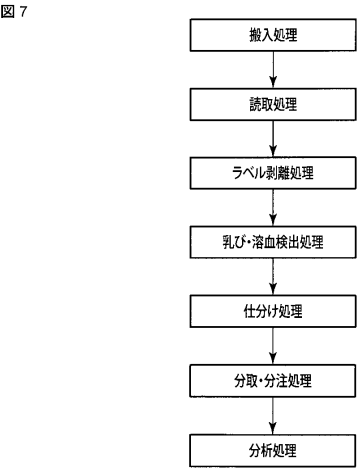 図７
搬入処理
読取処理
ラベル剥離処理
乳び・溶血検出処理
仕分け処理
分取・分注処理
分析処理